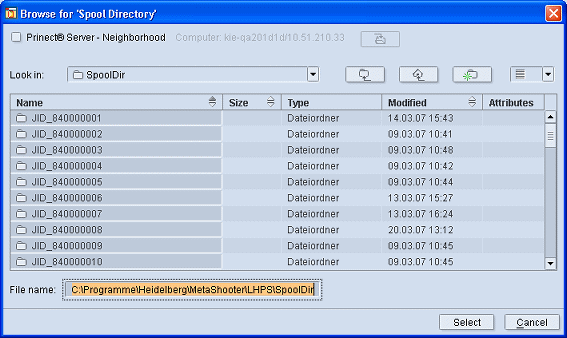 Browse for 'Spool Directory'
Prinect® Server - Neighborhood Computer: kie-qa201d1d/10.51.210.33
Look in: SpoolDir
Name Size Type Modified Attributes
JID_840000001 Dateiordner 14.03.07 15:43
JID_840000002 Dateiordner 09.03.07 10:41
JID_840000003 Dateiordner 09.03.07 10:48
JID_840000004 Dateiordner 09.03.07 10:42
JID_840000005 Dateiordner 09.03.07 10:44
JID_840000006 Dateiordner 13.03.07 15:27
JID_840000007 Dateiordner 13.03.07 16:24
JID_840000008 Dateiordner 20.03.07 13:12
JID_840000009 Dateiordner 09.03.07 10:45
JID_840000010 Dateiordner 09.03.07 10:45
File name: C:\Programme\Heidelberg\MetaShooter\LHPS\SpoolDir
Select Cancel